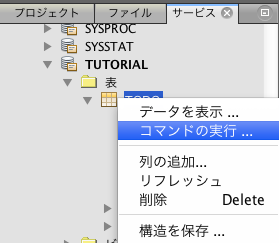 プロジェクト ファイル サービス
SYSPROC
SYSSTAT
TUTORIAL
表
データを表示 ...
コマンドの実行 ...
列の追加...
リフレッシュ
削除 Delete
構造を保存 ...